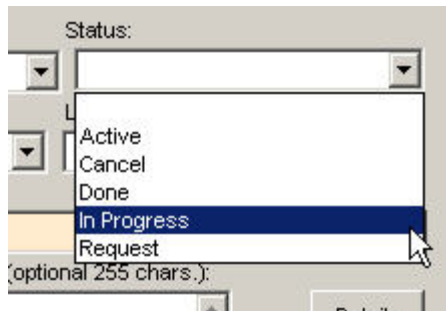 Status:
L
Active
Cancel
Done
In Progress
Request
(optional 255 chars.):